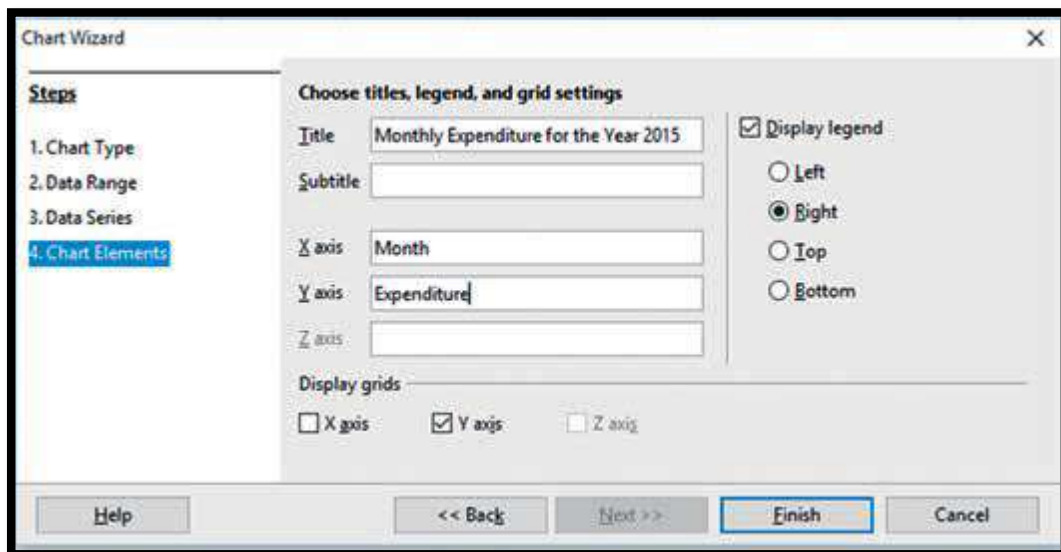 Chart Wizard
Steps
1. Chart Type
2. Data Range
3. Data Series
4. Chart Elements
Choose titles, legend, and grid settings
Title Monthly Expenditure for the Year 2015
Subtitle
X axis Month
Y axis Expenditure
Z axis
Display legend
Left
Right
Top
Bottom
Display grids
X axis Y axis Z axis
Help << Back Next >> Finish Cancel